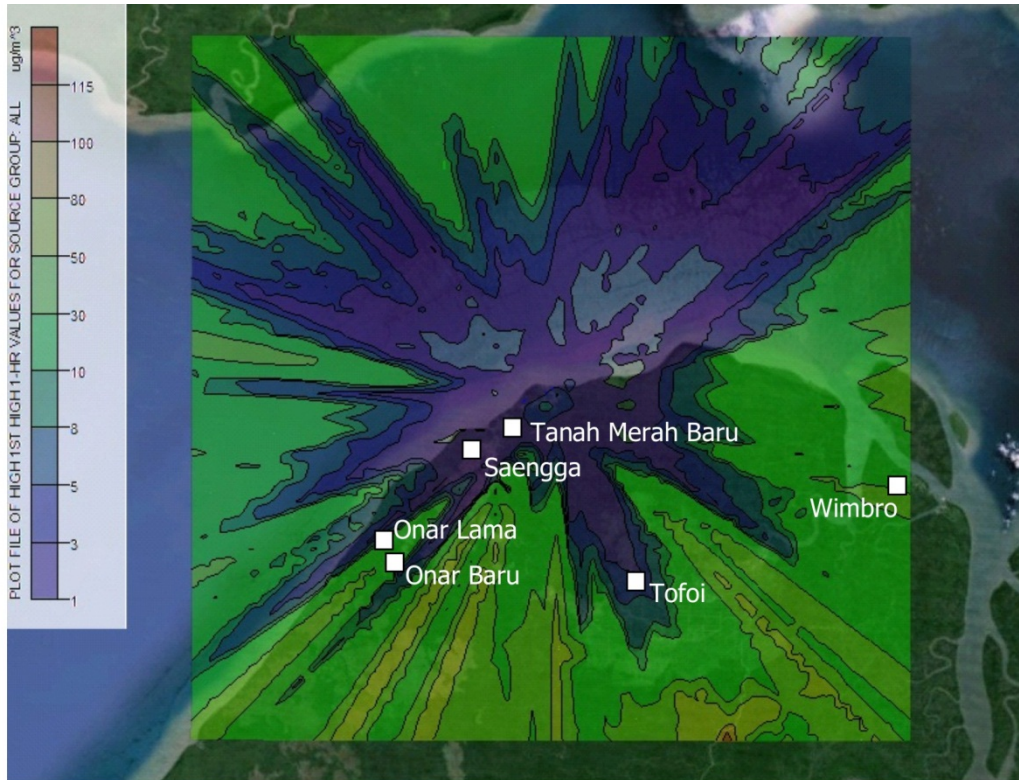 PLOT FILE OF HIGH 1ST HIGH 1-HR VALUES FOR SOURCE GROUP: ALL ug/m^3
115
100
80
50
30
10
8
5
3
1
Tanah Merah Baru
Saengga
Wimbro
Onar Lama
Onar Baru
Tofoi